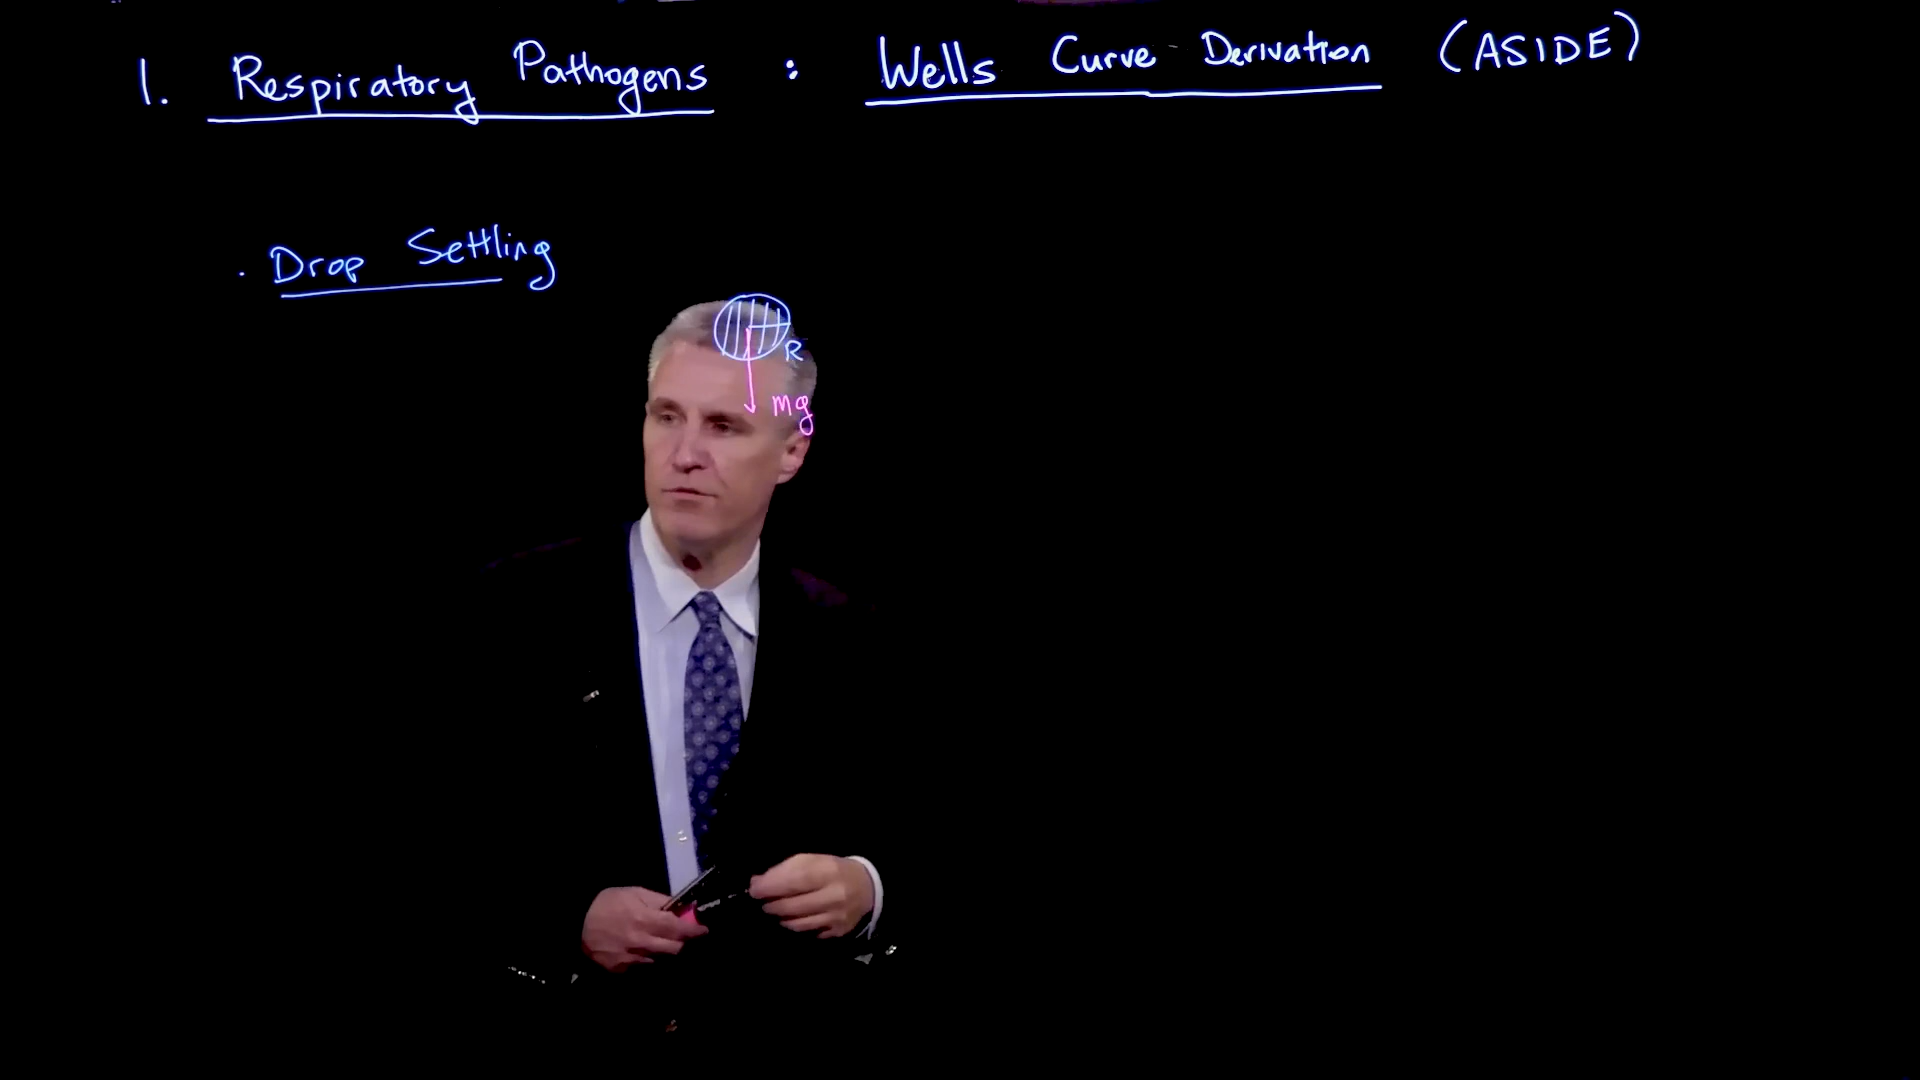 1. Respiratory Pathogens : Wells Curve Derivation (ASIDE)
· Drop Settling
R
mg